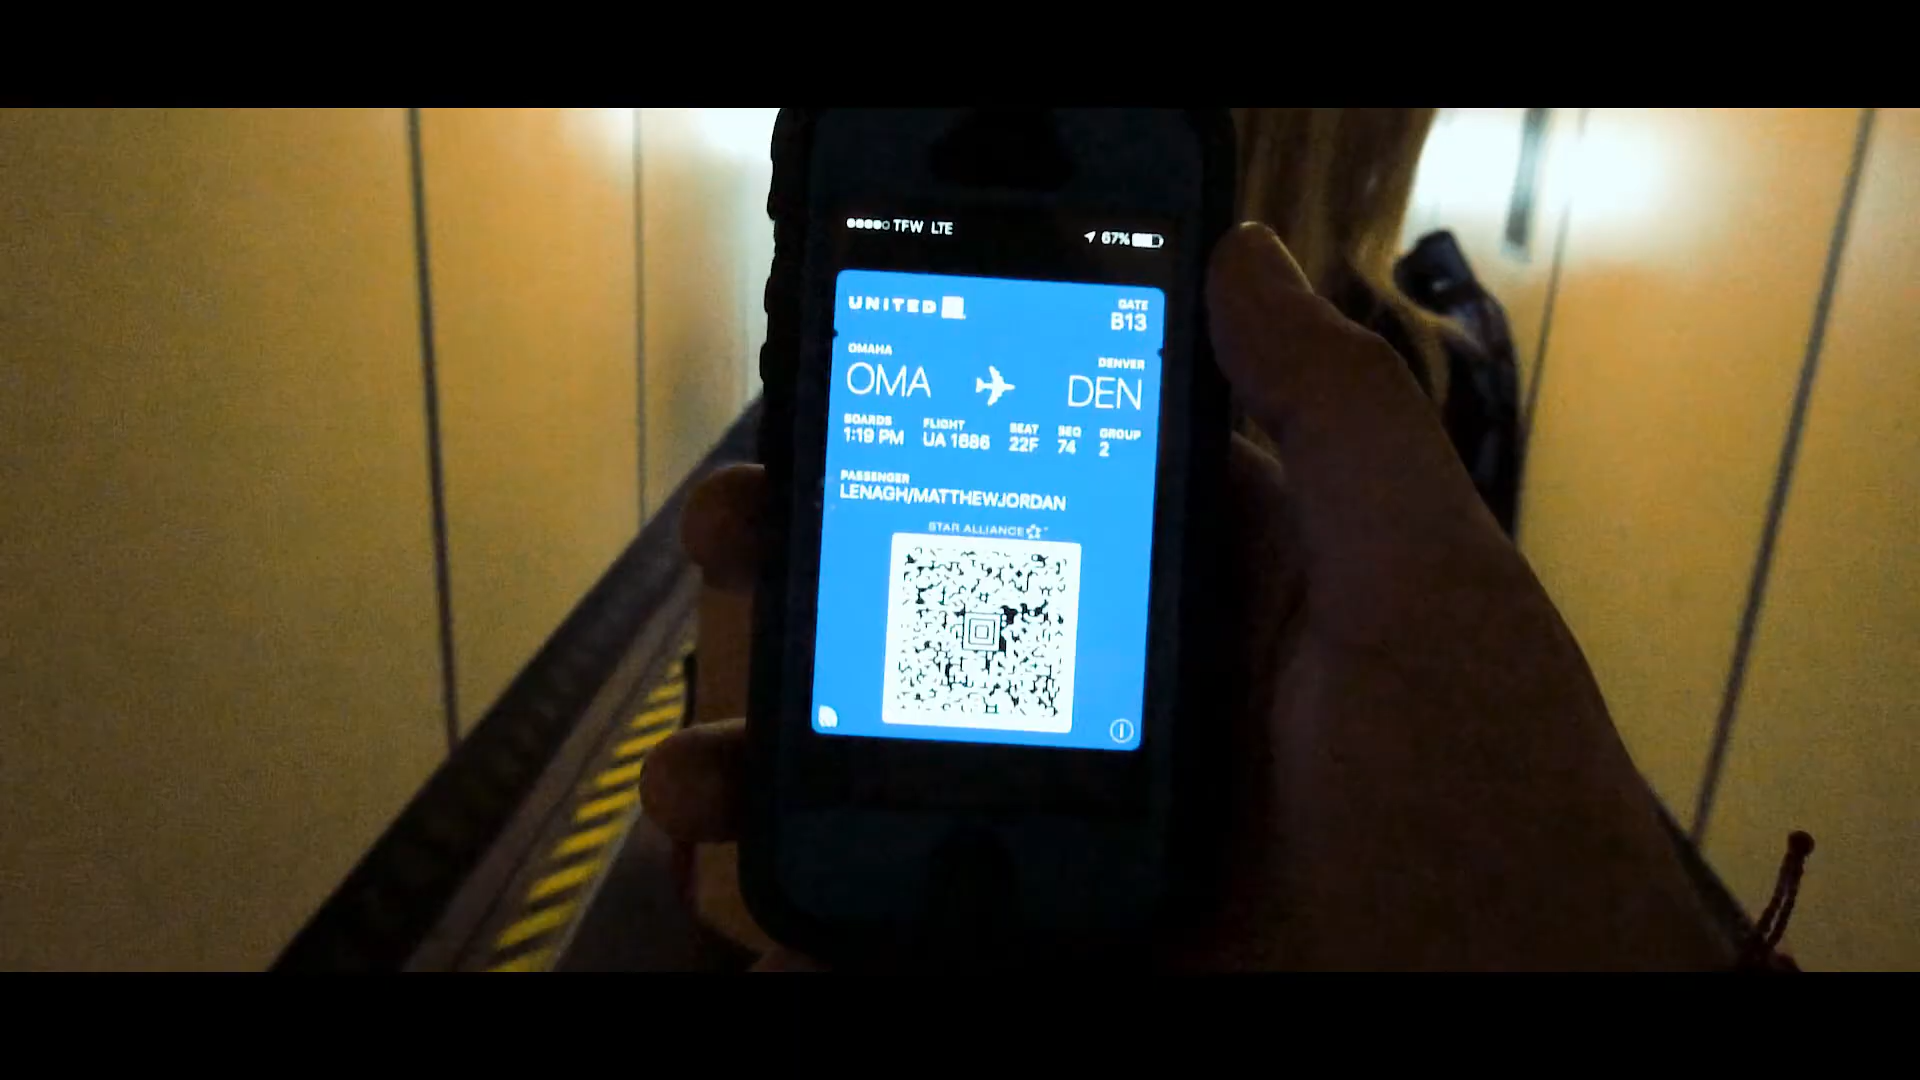 TFW LTE 67%
UNITED
GATE
B13
OMAHA DENVER
OMA DEN
BOARDS FLIGHT SEAT SEQ GROUP
1:19 PM UA 1686 22F 74 2
PASSENGER
LENAGH/MATTHEWJORDAN
STAR ALLIANCE